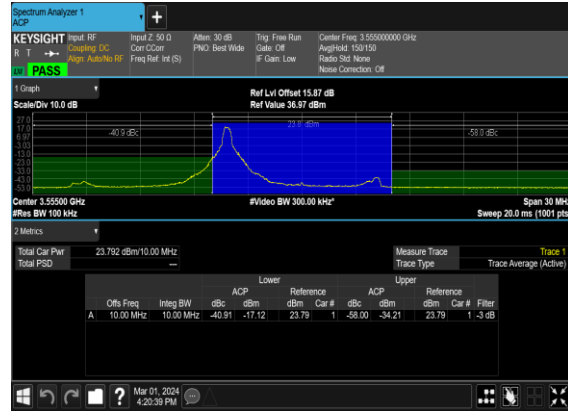 Spectrum Analyzer 1
ACP
KEYSIGHT
R T
PASS
Input: RF
Coupling: DC
Align: Auto/No RF
Input Z: 50 Ω
Corr CCorr
Freq Ref: Int (S)
Atten: 30 dB
PNO: Best Wide
Trig: Free Run
Gate: Off
IF Gain: Low
Center Freq: 3.555000000 GHz
Avg|Hold: 150/150
Radio Std: None
Noise Correction: Off
1 Graph
Scale/Div 10.0 dB
Ref Lvl Offset 15.87 dB
Ref Value 36.97 dBm
27.0
17.0
6.97
-3.03
-13.0
-23.0
-33.0
-43.0
-53.0
-40.9 dBc
23.8 dBm
-58.0 dBc
Center 3.55500 GHz
#Res BW 100 kHz
#Video BW 300.00 kHz*
Span 30 MHz
Sweep 20.0 ms (1001 pts)
2 Metrics
Total Car Pwr 23.792 dBm/10.00 MHz
Total PSD ---
Measure Trace Trace 1
Trace Type Trace Average (Active)
Lower Upper
ACP Reference ACP Reference
Offs Freq Integ BW dBc dBm dBm Car # dBc dBm dBm Car # Filter
A 10.00 MHz 10.00 MHz -40.91 -17.12 23.79 1 -58.00 -34.21 23.79 1 -3 dB
?
Mar 01, 2024
4:20:39 PM